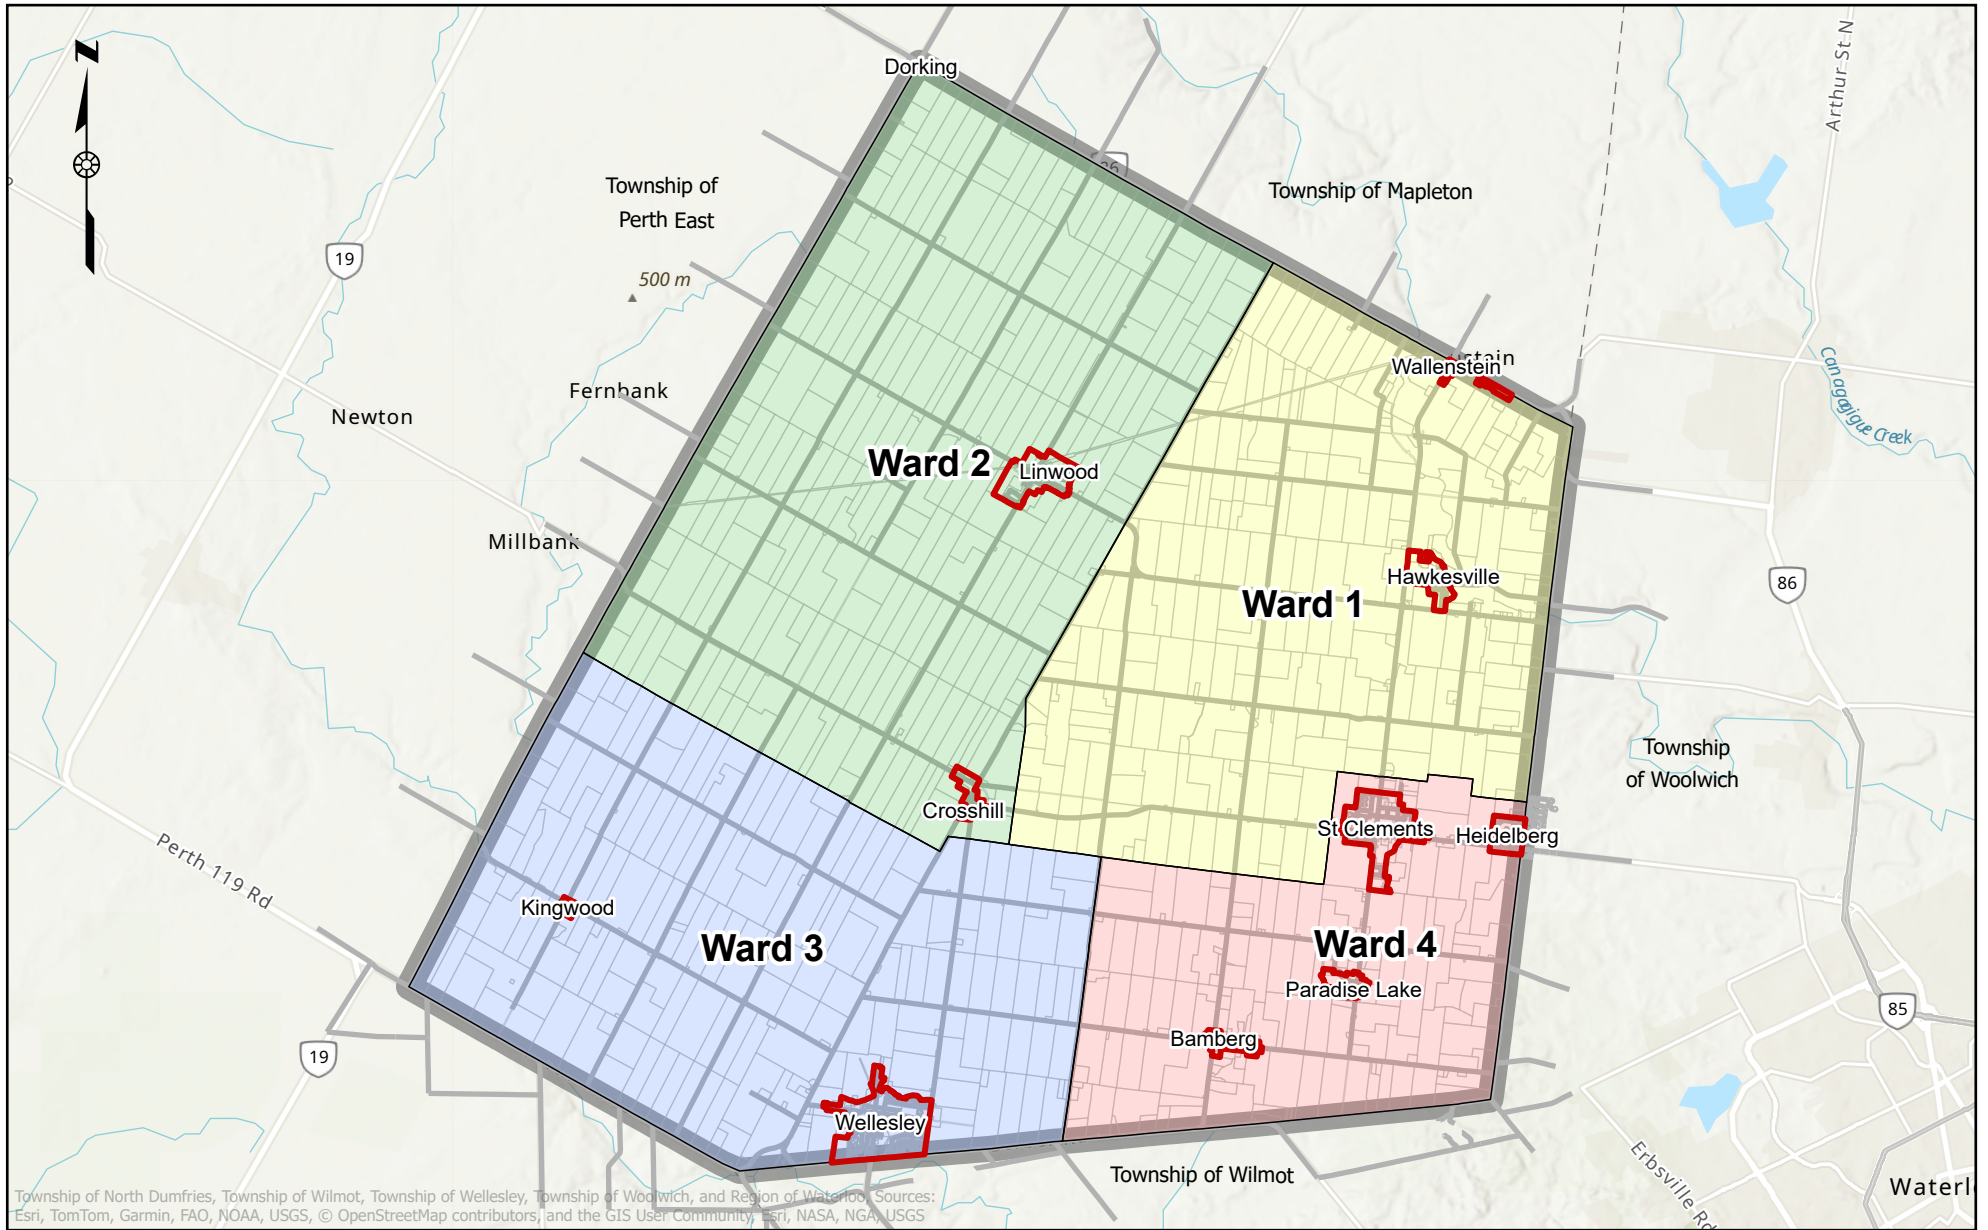 N
Dorking
Arthur St N
Township of
Perth East
Township of Mapleton
19
500 m
Wallenstein
Canagagigue Creek
Fernbank
Newton
Ward 2
Linwood
Millbank
Hawkesville
86
Ward 1
Township
of Woolwich
Crosshill
St Clements
Heidelberg
Perth 119 Rd
Kingwood
Ward 3
Ward 4
Paradise Lake
85
Bamberg
19
Wellesley
Township of Wilmot
Erbsville Rd
Waterl
Township of North Dumfries, Township of Wilmot, Township of Wellesley, Township of Woolwich, and Region of Waterloo, Sources:
Esri, TomTom, Garmin, FAO, NOAA, USGS, © OpenStreetMap contributors, and the GIS User Community, Esri, NASA, NGA, USGS